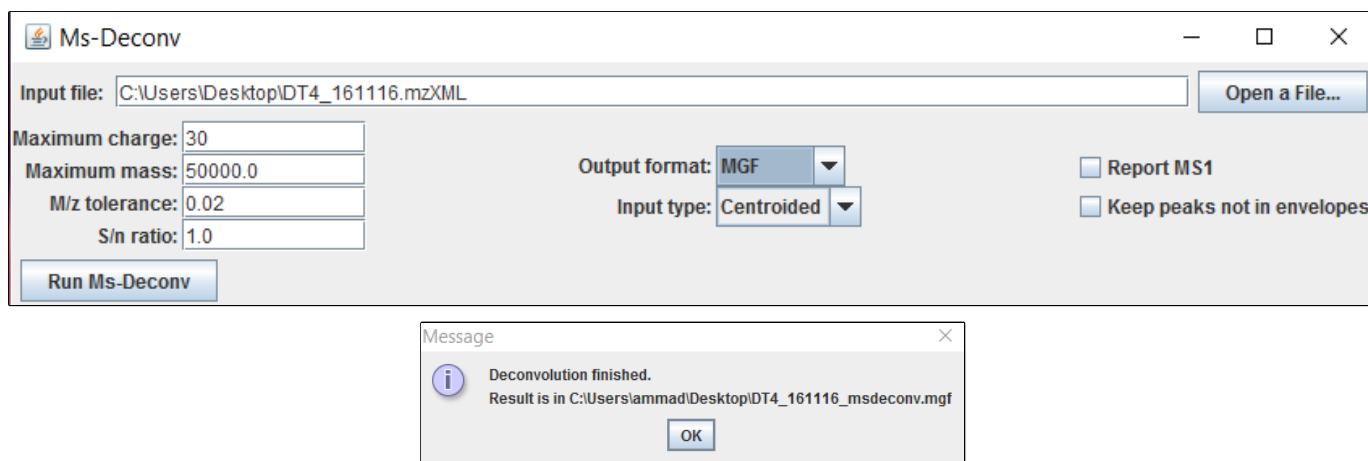 Ms-Deconv
Input file: C:\Users\Desktop\DT4_161116.mzXML Open a File...
Maximum charge: 30
Maximum mass: 50000.0
M/z tolerance: 0.02
S/n ratio: 1.0
Output format: MGF
Input type: Centroided
Report MS1
Keep peaks not in envelopes
Run Ms-Deconv
Message
Deconvolution finished.
Result is in C:\Users\ammad\Desktop\DT4_161116_msdeconv.mgf
OK